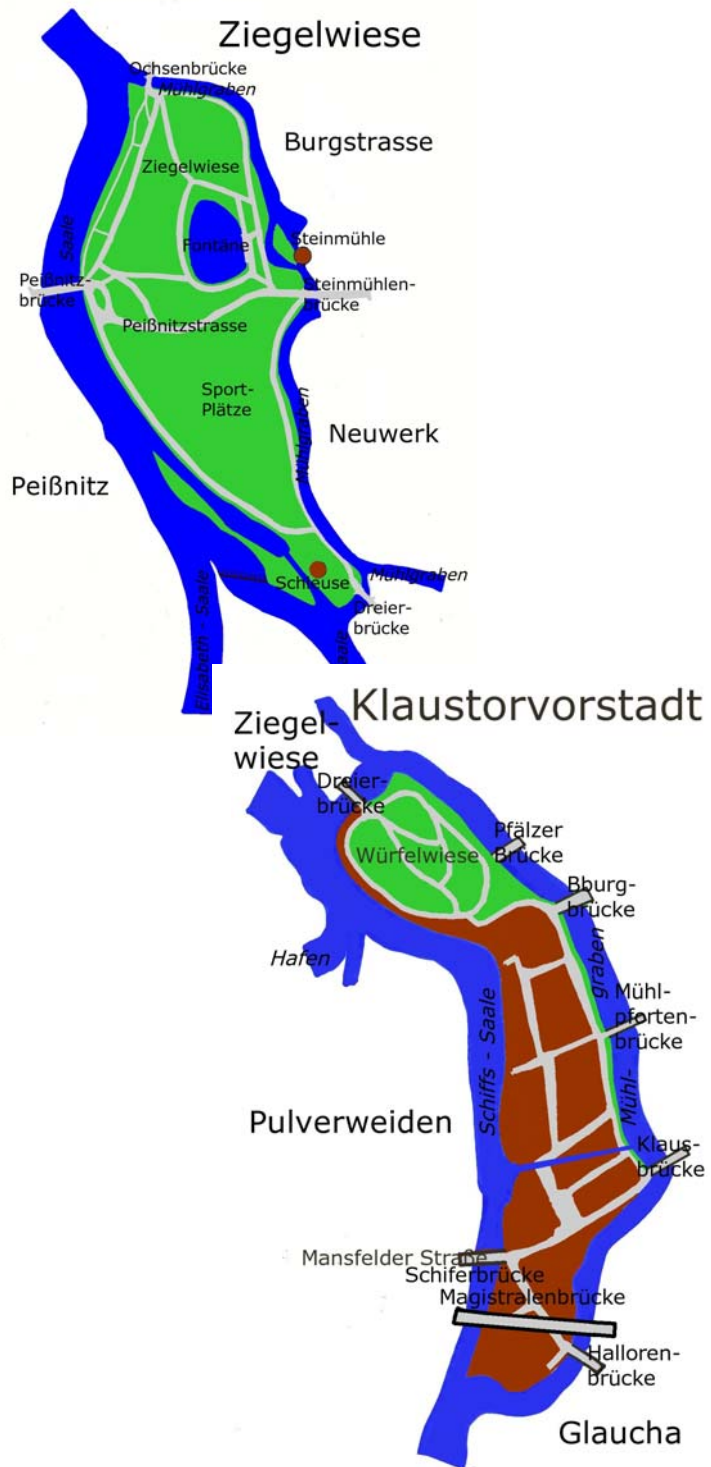 Ziegelwiese
Ochsenbrücke
Mühlgraben
Burgstrasse
Ziegelwiese
Saale
Fontäne
Steinmühle
Peißnitz-
brücke
Steinmühlen-
brücke
Peißnitzstrasse
Sport-
Plätze
Mühlgraben
Neuwerk
Peißnitz
Schleuse
Mühlgraben
Dreier-
brücke
Elisabeth - Saale
aale
Klaustorvorstadt
Ziegel-
wiese
Dreier-
brücke
Pfälzer
Brücke
Würfelwiese
Bburg-
brücke
Hafen
graben
Mühl-
pforten-
brücke
Schiffs - Saale
Mühl-
Pulverweiden
Klaus-
brücke
Mansfelder Straße
Schiferbrücke
Magistralenbrücke
Halloren-
brücke
Glaucha